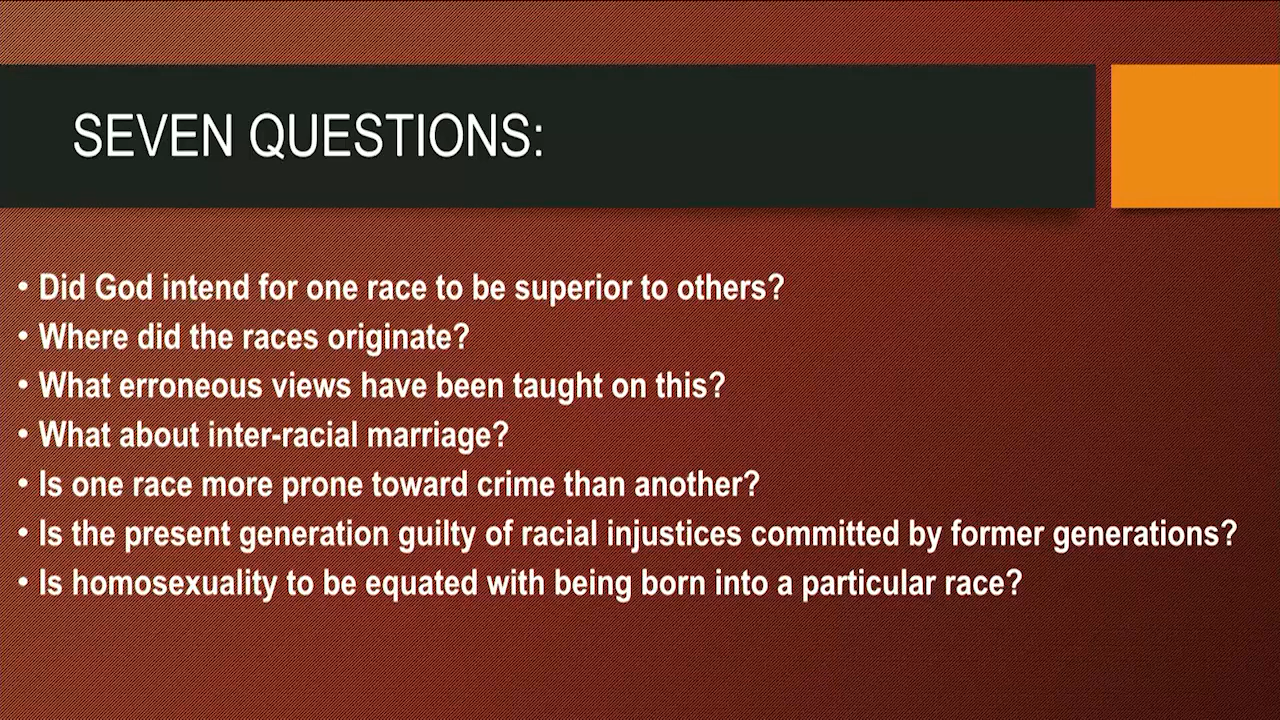 SEVEN QUESTIONS:
• Did God intend for one race to be superior to others?
• Where did the races originate?
• What erroneous views have been taught on this?
• What about inter-racial marriage?
• Is one race more prone toward crime than another?
• Is the present generation guilty of racial injustices committed by former generations?
• Is homosexuality to be equated with being born into a particular race?